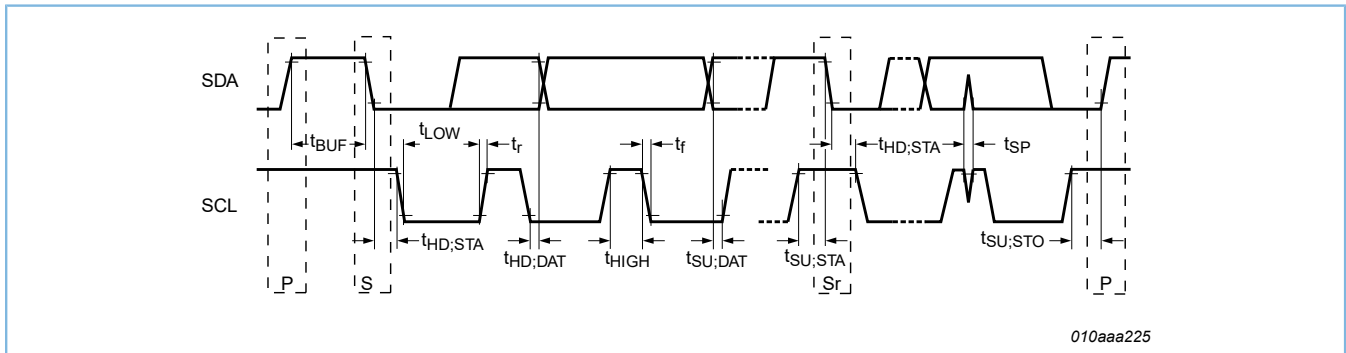 SDA
tBUF
tLOW
tr
tf
tHD;STA
tSP
SCL
tHD;STA
tHD;DAT
tHIGH
tSU;DAT
tSU;STA
tSU;STO
P
S
Sr
P
010aaa225